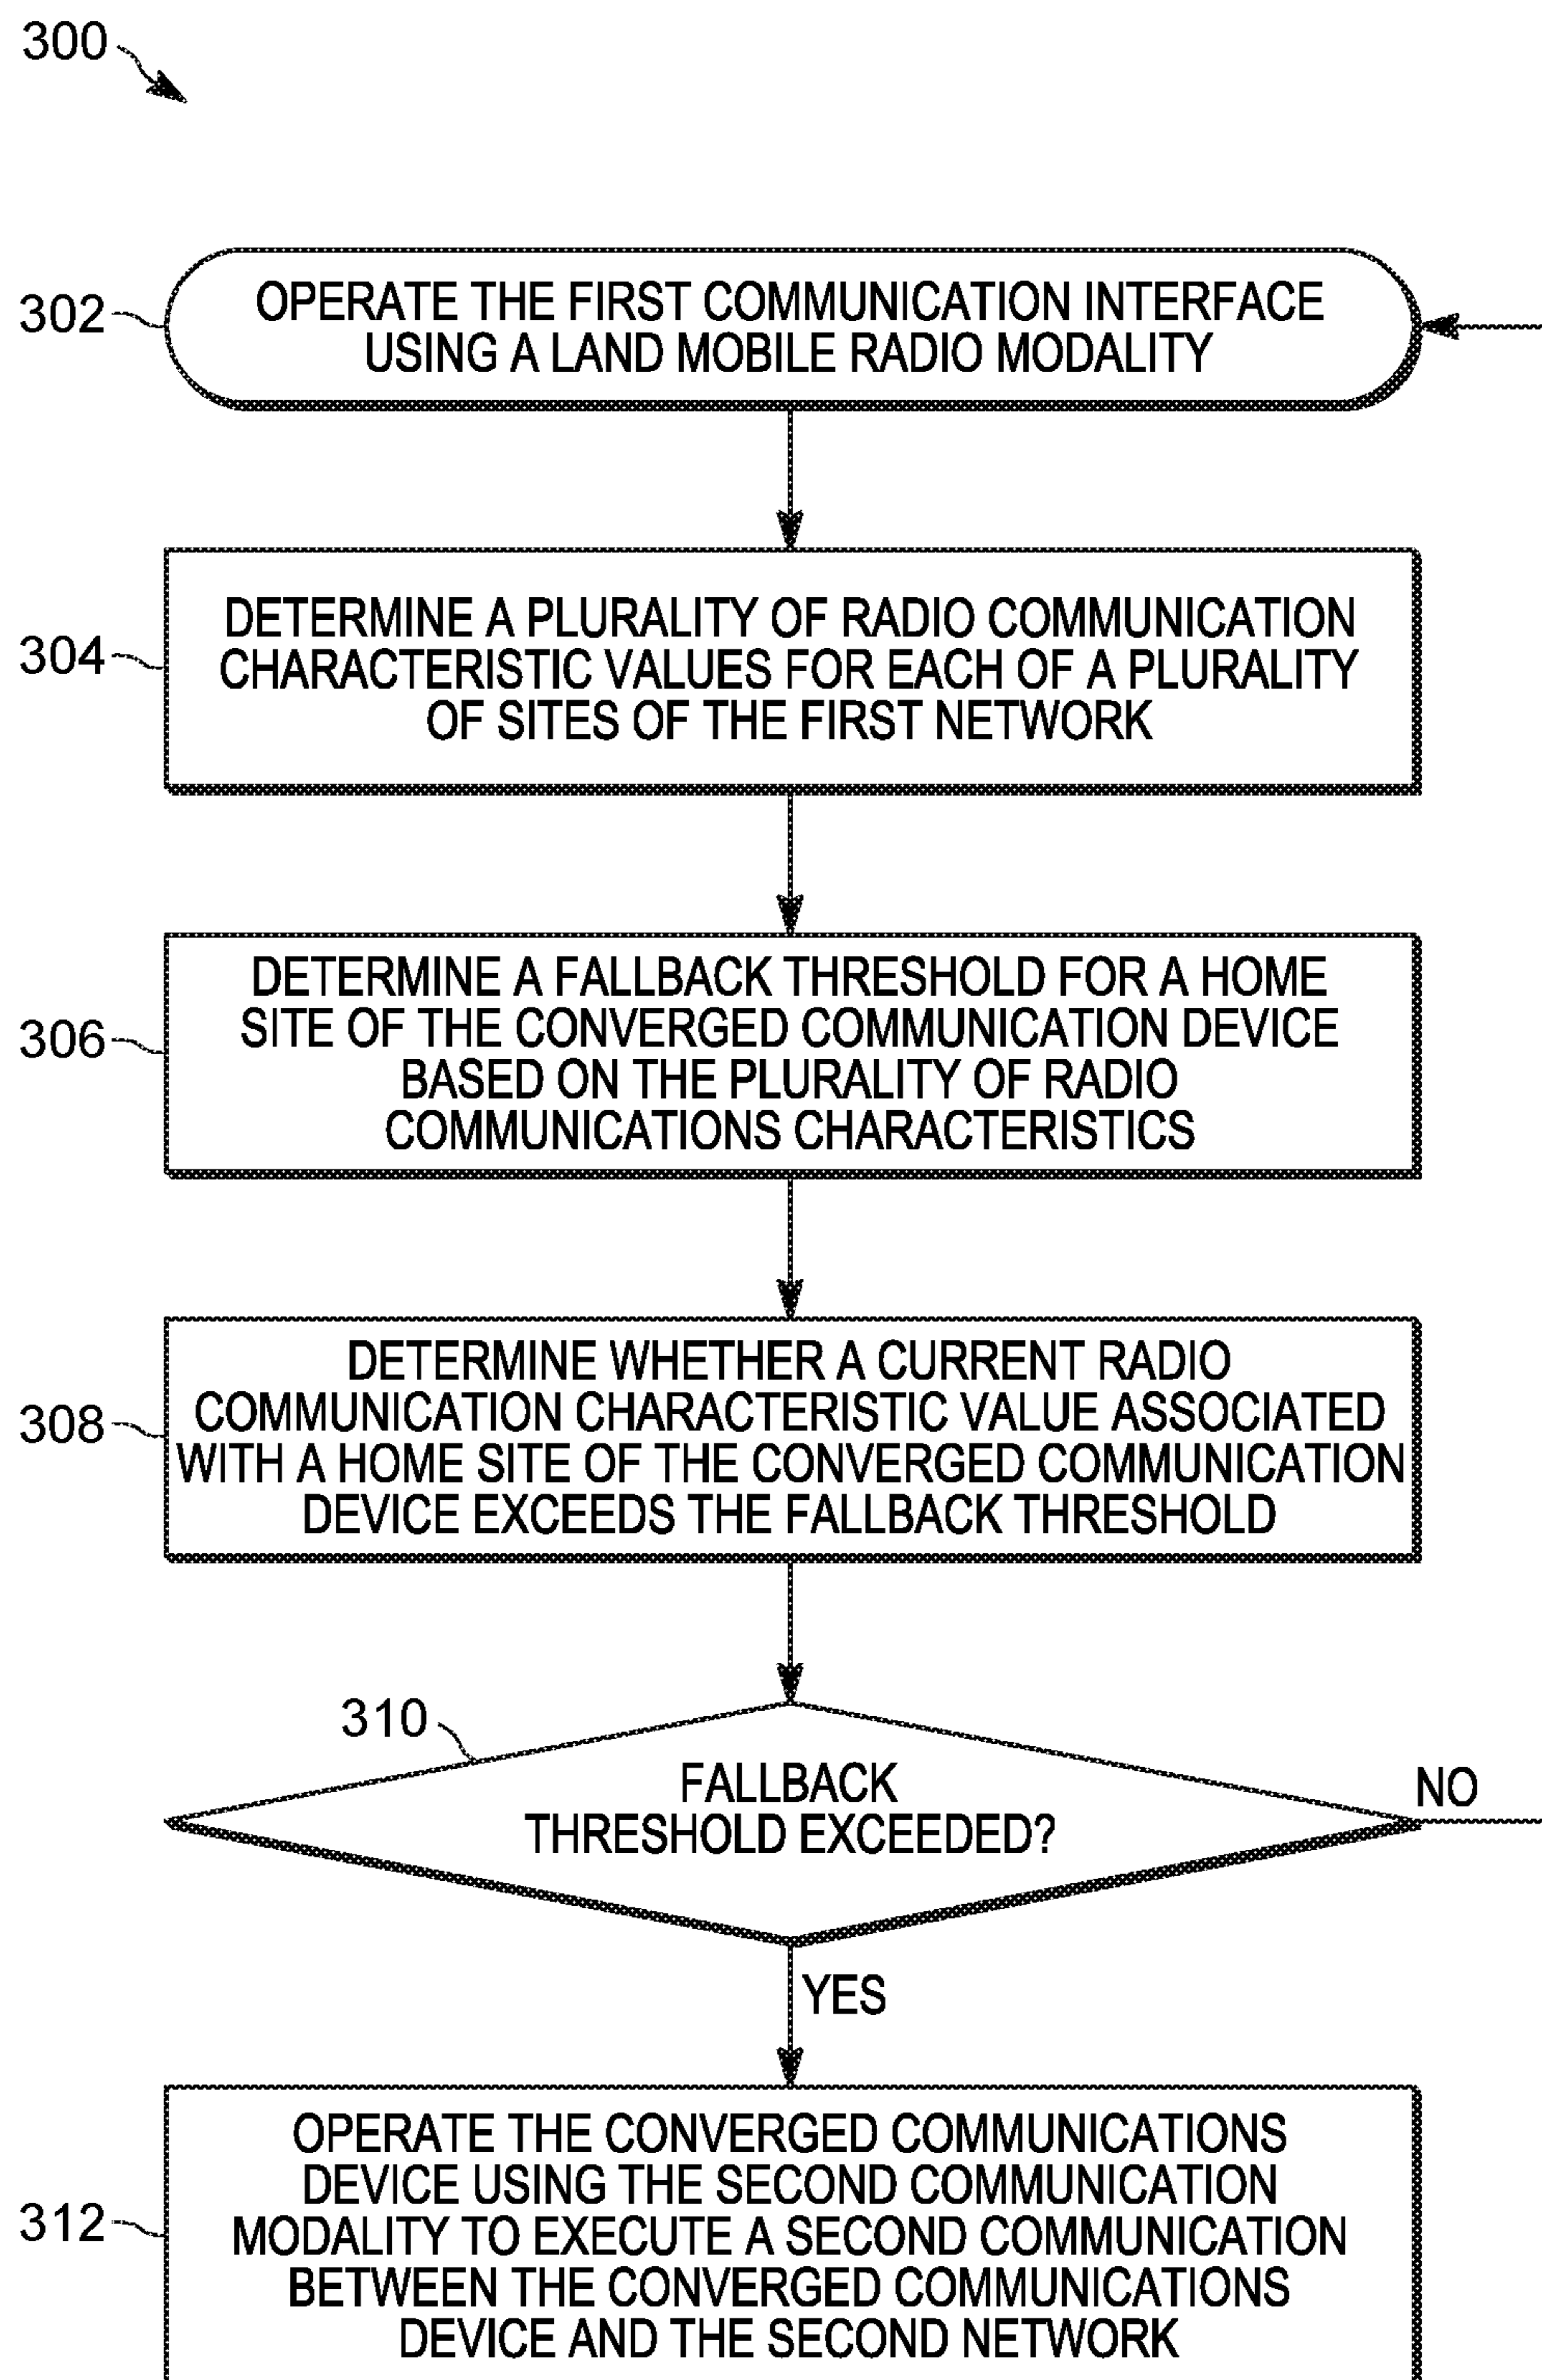 300
302
OPERATE THE FIRST COMMUNICATION INTERFACE
USING A LAND MOBILE RADIO MODALITY
304
DETERMINE A PLURALITY OF RADIO COMMUNICATION
CHARACTERISTIC VALUES FOR EACH OF A PLURALITY
OF SITES OF THE FIRST NETWORK
306
DETERMINE A FALLBACK THRESHOLD FOR A HOME
SITE OF THE CONVERGED COMMUNICATION DEVICE
BASED ON THE PLURALITY OF RADIO
COMMUNICATIONS CHARACTERISTICS
308
DETERMINE WHETHER A CURRENT RADIO
COMMUNICATION CHARACTERISTIC VALUE ASSOCIATED
WITH A HOME SITE OF THE CONVERGED COMMUNICATION
DEVICE EXCEEDS THE FALLBACK THRESHOLD
310
FALLBACK
THRESHOLD EXCEEDED?
NO
YES
312
OPERATE THE CONVERGED COMMUNICATIONS
DEVICE USING THE SECOND COMMUNICATION
MODALITY TO EXECUTE A SECOND COMMUNICATION
BETWEEN THE CONVERGED COMMUNICATIONS
DEVICE AND THE SECOND NETWORK